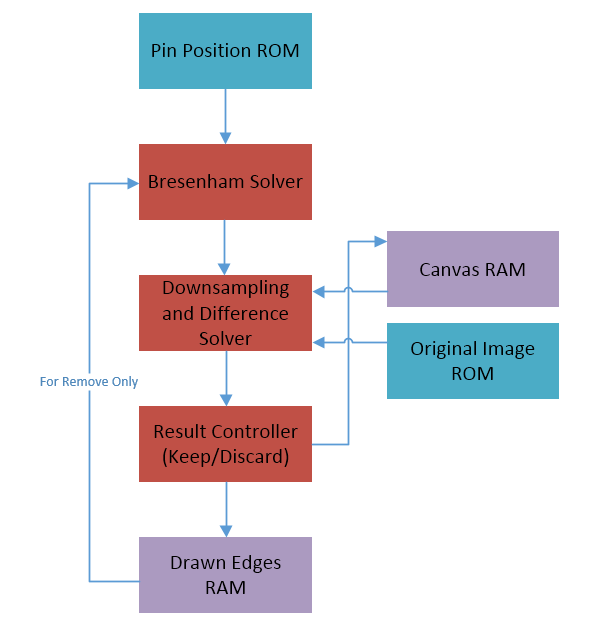 Pin Position ROM
Bresenham Solver
Canvas RAM
Downsampling
and Difference
Solver
Original Image
ROM
For Remove Only
Result Controller
(Keep/Discard)
Drawn Edges
RAM